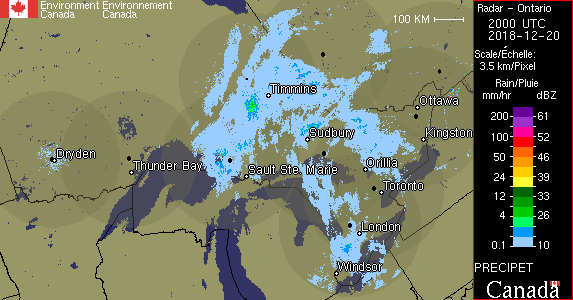 Environment Environnement
Canada Canada
100 KM
Timmins
Ottawa
Sudbury
Kingston
Dryden
Thunder Bay
Sault Ste. Marie
Orillia
Toronto
London
Windsor
Radar - Ontario
2000 UTC
2018-12-20
Scale/Échelle:
3.5 km/Pixel
Rain/Pluie
mm/hr dBZ
200 61
100 52
50 46
24 39
12 33
4 26
0.1 10
PRECIPET
Canada